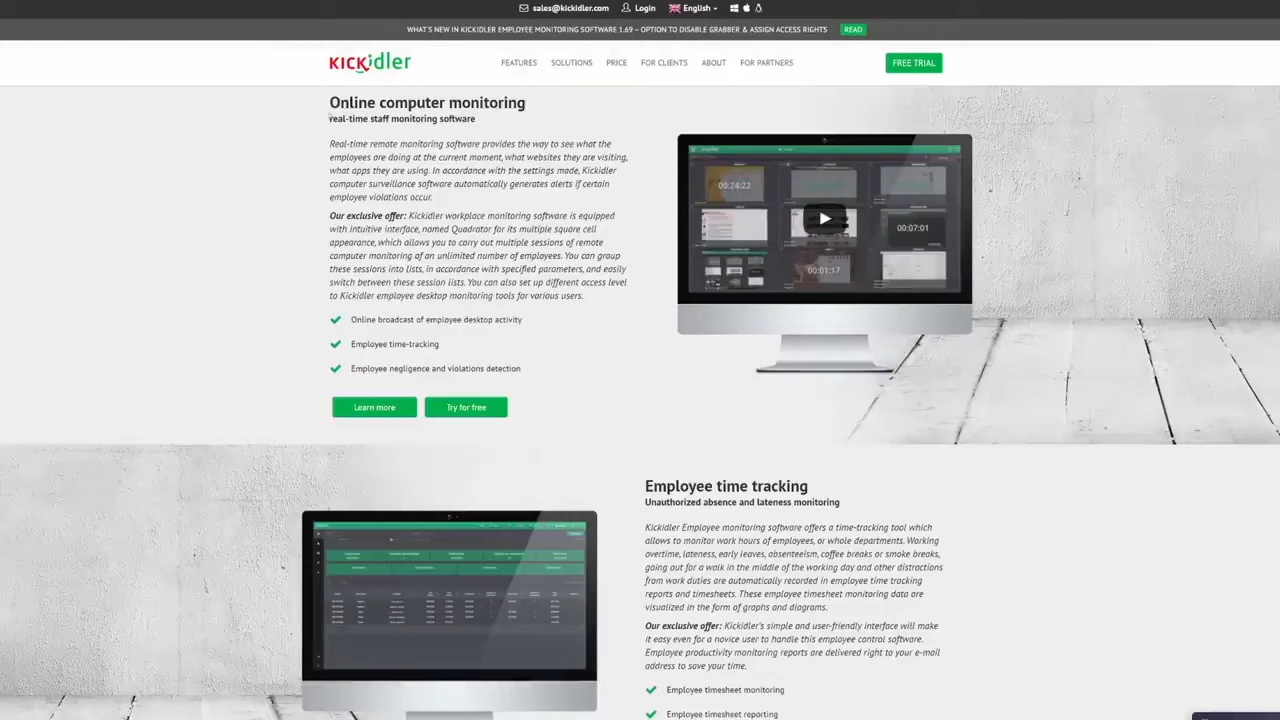 sales@kickidler.com Login English
WHAT'S NEW IN KICKIDLER EMPLOYEE MONITORING SOFTWARE 1.69 – OPTION TO DISABLE GRABBER & ASSIGN ACCESS RIGHTS READ
KICKidler FEATURES SOLUTIONS PRICE FOR CLIENTS ABOUT FOR PARTNERS FREE TRIAL
Online computer monitoring
real-time staff monitoring software
Real-time remote monitoring software provides the way to see what the
employees are doing at the current moment, what websites they are visiting,
what apps they are using. In accordance with the settings made, Kickidler
computer surveillance software automatically generates alerts if certain
employee violations occur.
Our exclusive offer: Kickidler workplace monitoring software is equipped
with intuitive interface, named Quadrator for its multiple square cell
appearance, which allows you to carry out multiple sessions of remote
computer monitoring of an unlimited number of employees. You can group
these sessions into lists, in accordance with specified parameters, and easily
switch between these session lists. You can also set up different access level
to Kickidler employee desktop monitoring tools for various users.
Online broadcast of employee desktop activity
Employee time-tracking
Employee negligence and violations detection
Learn more Try for free
00:24:22
00:07:01
00:01:17
Employee time tracking
Unauthorized absence and lateness monitoring
Kickidler Employee monitoring software offers a time-tracking tool which
allows to monitor work hours of employees, or whole departments. Working
overtime, lateness, early leaves, absenteeism, coffee breaks or smoke breaks,
going out for a walk in the middle of the working day and other distractions
from work duties are automatically recorded in employee time tracking
reports and timesheets. These employee timesheet monitoring data are
visualized in the form of graphs and diagrams.
Our exclusive offer: Kickidler's simple and user-friendly interface will make
it easy even for a novice user to handle this employee control software.
Employee productivity monitoring reports are delivered right to your e-mail
address to save your time.
Employee timesheet monitoring
Employee timesheet reporting